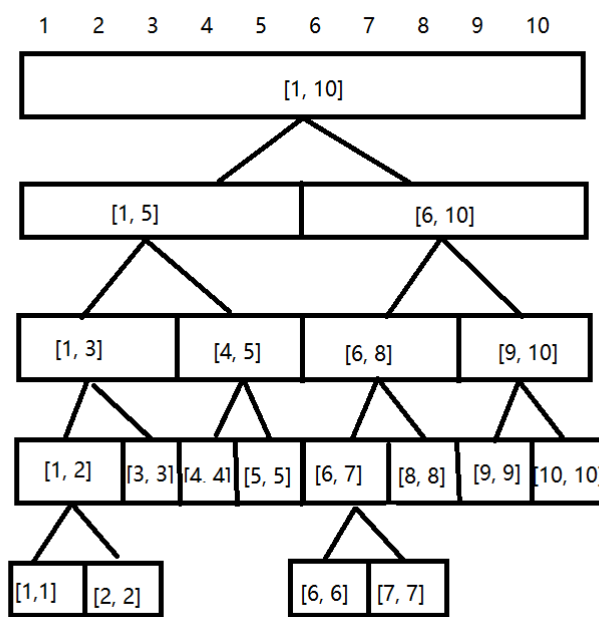 1 2 3 4 5 6 7 8 9 10
[1, 10]
[1, 5] [6, 10]
[1, 3] [4, 5] [6, 8] [9, 10]
[1, 2] [3, 3] [4. 4] [5, 5] [6, 7] [8, 8] [9, 9] [10, 10]
[1,1] [2, 2] [6, 6] [7, 7]